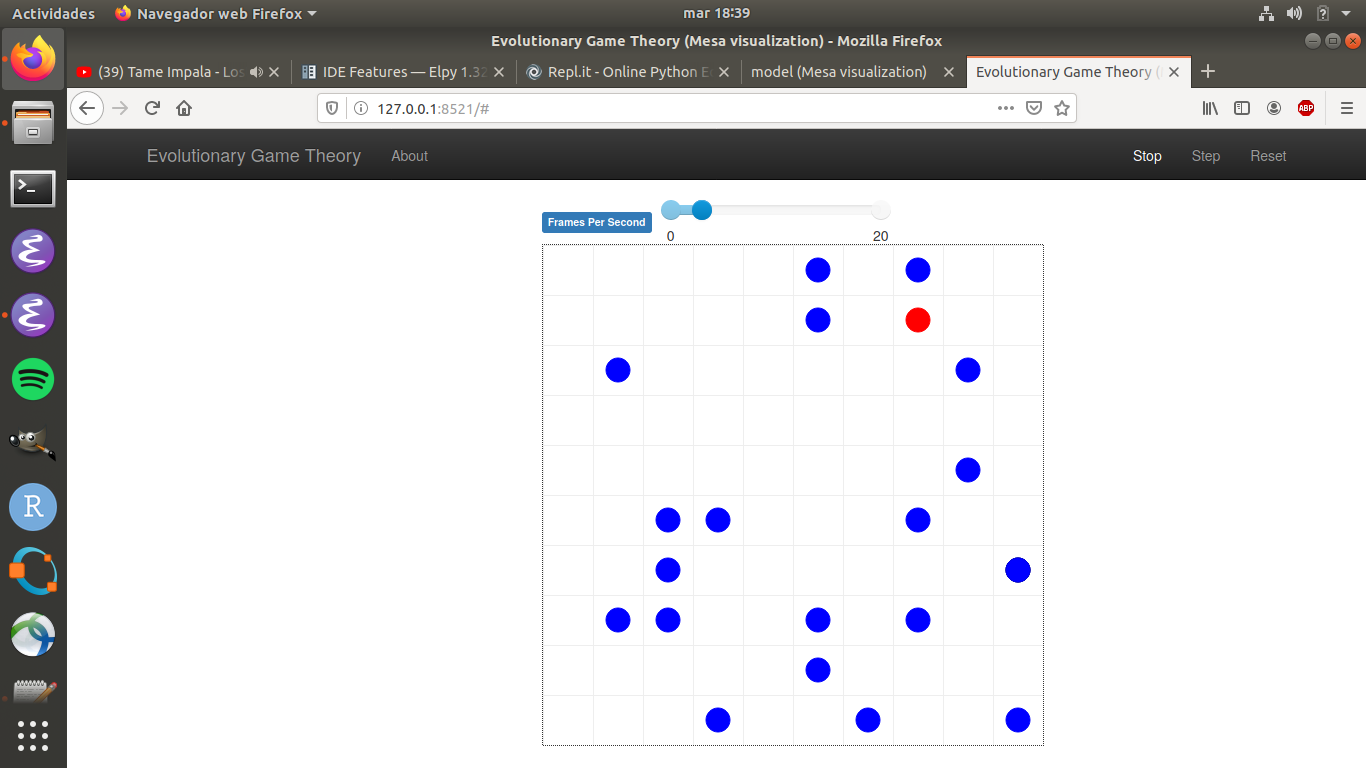 Actividades Navegador web Firefox mar 18:39
Evolutionary Game Theory (Mesa visualization) - Mozilla Firefox
(39) Tame Impala - Los IDE Features — Elpy 1.32 Repl.it - Online Python E model (Mesa visualization) Evolutionary Game Theory (
127.0.0.1:8521/# ABP
Evolutionary Game Theory About Stop Step Reset
Frames Per Second
0 20
R